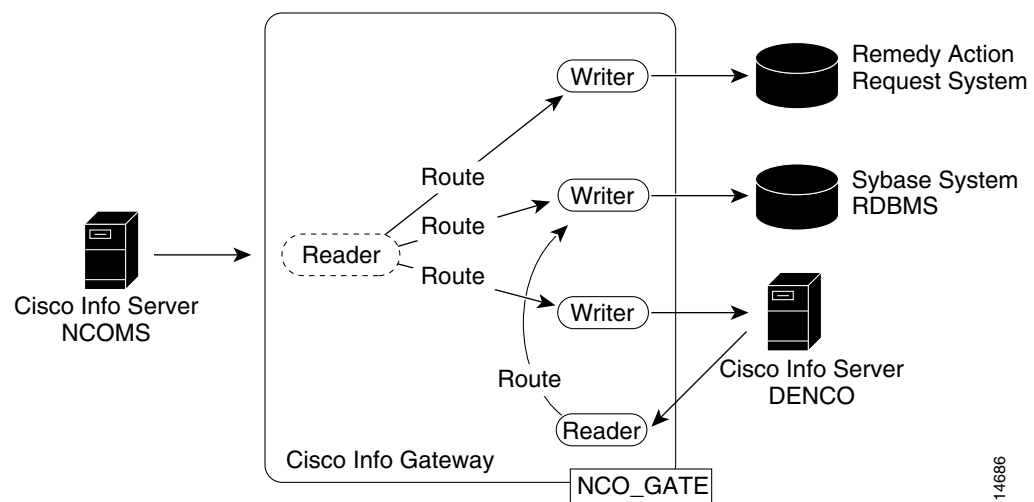 Writer
Remedy Action
Request System
Route
Writer
Sybase System
RDBMS
Route
Reader
Route
Cisco Info Server
NCOMS
Writer
Cisco Info Server
DENCO
Route
Reader
Cisco Info Gateway
NCO_GATE
14686